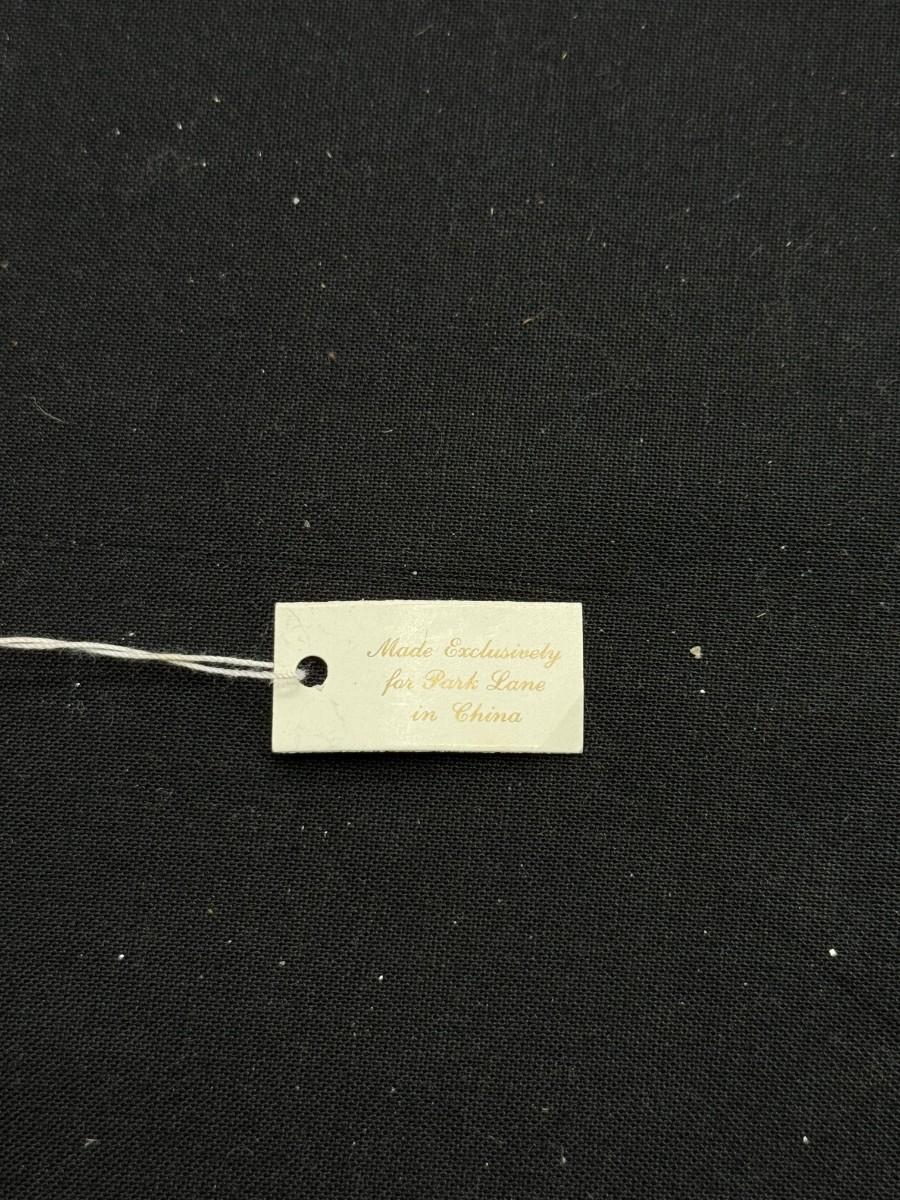 Made Exclusively
for Park Lane
in China